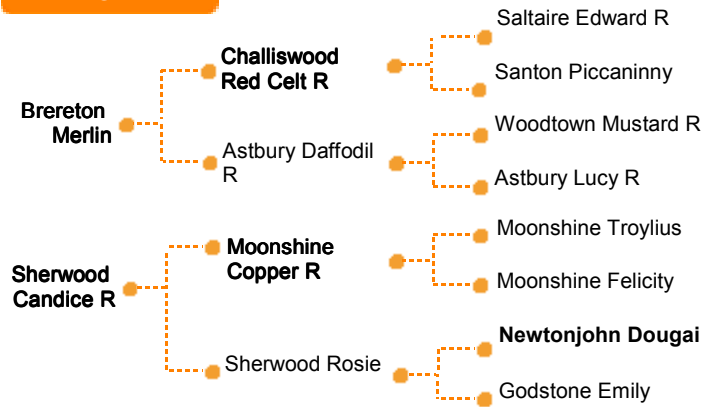 Saltaire Edward R
Challiswood
Red Celt R
Santon Piccaninny
Brereton
Merlin
Woodtown Mustard R
Astbury Daffodil
R
Astbury Lucy R
Moonshine Troylius
Moonshine
Copper R
Moonshine Felicity
Sherwood
Candice R
Newtonjohn Dougai
Sherwood Rosie
Godstone Emily